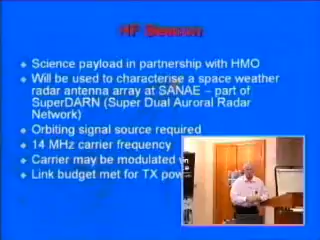 HF Beacon
Science payload in partnership with HMO
Will be used to characterise a space weather
radar antenna array at SANAE – part of
SuperDARN (Super Dual Auroral Radar
Network)
Orbiting signal source required
14 MHz carrier frequency
Carrier may be modulated
Link budget met for TX